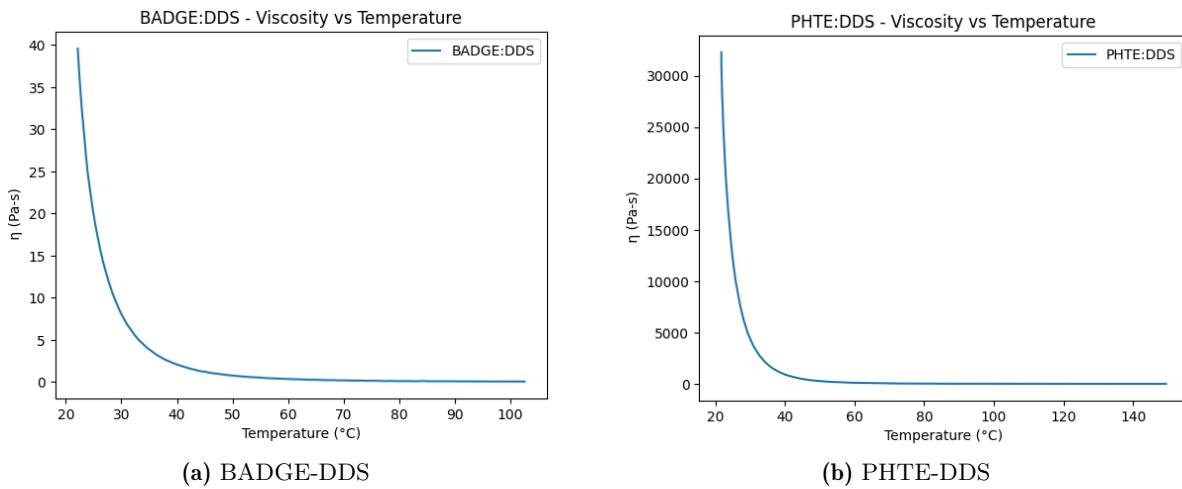 BADGE:DDS - Viscosity vs Temperature
BADGE:DDS
40
35
30
25
20
15
10
5
0
η (Pa-s)
20 30 40 50 60 70 80 90 100
Temperature (°C)
(a) BADGE-DDS
PHTE:DDS - Viscosity vs Temperature
PHTE:DDS
30000
25000
20000
15000
10000
5000
0
η (Pa-s)
20 40 60 80 100 120 140
Temperature (°C)
(b) PHTE-DDS